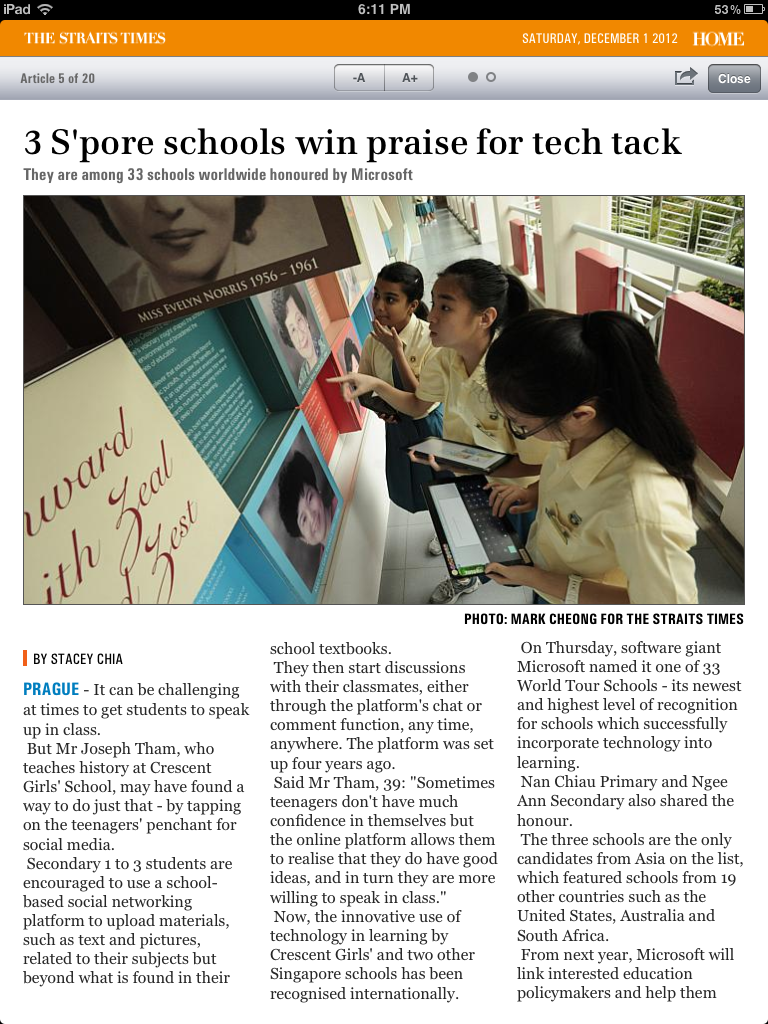 iPad
6:11 PM
53%
THE STRAITS TIMES
SATURDAY, DECEMBER 1 2012
HOME
Article 5 of 20
-A
A+
Close
3 S'pore schools win praise for tech tack
They are among 33 schools worldwide honoured by Microsoft
MISS EVELYN NORRIS 1956 – 1961
ward
ith Zeal
Zest
PHOTO: MARK CHEONG FOR THE STRAITS TIMES
BY STACEY CHIA
PRAGUE - It can be challenging
at times to get students to speak
up in class.
But Mr Joseph Tham, who
teaches history at Crescent
Girls' School, may have found a
way to do just that - by tapping
on the teenagers' penchant for
social media.
Secondary 1 to 3 students are
encouraged to use a school-
based social networking
platform to upload materials,
such as text and pictures,
related to their subjects but
beyond what is found in their
school textbooks.
They then start discussions
with their classmates, either
through the platform's chat or
comment function, any time,
anywhere. The platform was set
up four years ago.
Said Mr Tham, 39: "Sometimes
teenagers don't have much
confidence in themselves but
the online platform allows them
to realise that they do have good
ideas, and in turn they are more
willing to speak in class."
Now, the innovative use of
technology in learning by
Crescent Girls' and two other
Singapore schools has been
recognised internationally.
On Thursday, software giant
Microsoft named it one of 33
World Tour Schools - its newest
and highest level of recognition
for schools which successfully
incorporate technology into
learning.
Nan Chiau Primary and Ngee
Ann Secondary also shared the
honour.
The three schools are the only
candidates from Asia on the list,
which featured schools from 19
other countries such as the
United States, Australia and
South Africa.
From next year, Microsoft will
link interested education
policymakers and help them